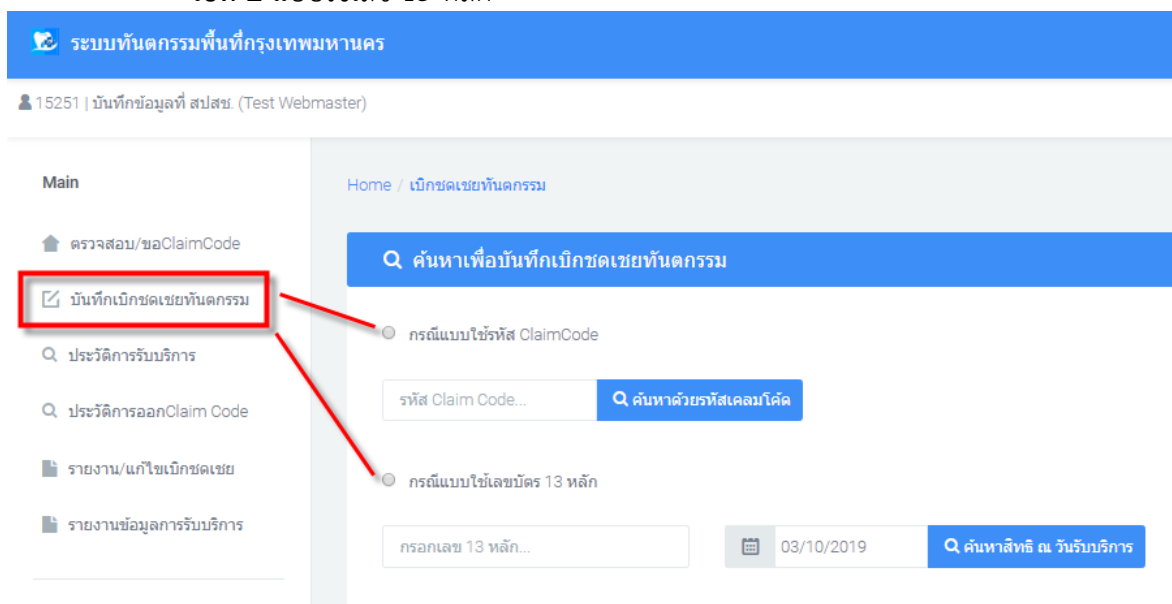 ระบบทันตกรรมพื้นที่กรุงเทพมหานคร
15251 | บันทึกข้อมูลที่ สปสช. (Test Webmaster)
Main
Home / เบิกชดเชยทันตกรรม
ตรวจสอบ/ขอClaimCode
ค้นหาเพื่อบันทึกเบิกชดเชยทันตกรรม
บันทึกเบิกชดเชยทันตกรรม
กรณีแบบใช้รหัส ClaimCode
ประวัติการรับบริการ
รหัส Claim Code... ค้นหาด้วยรหัสเคลมโค้ด
ประวัติการออกClaim Code
รายงาน/แก้ไขเบิกชดเชย
กรณีแบบใช้เลขบัตร 13 หลัก
รายงานข้อมูลการรับบริการ
กรอกเลข 13 หลัก... 03/10/2019 ค้นหาสิทธิ ณ วันรับบริการ